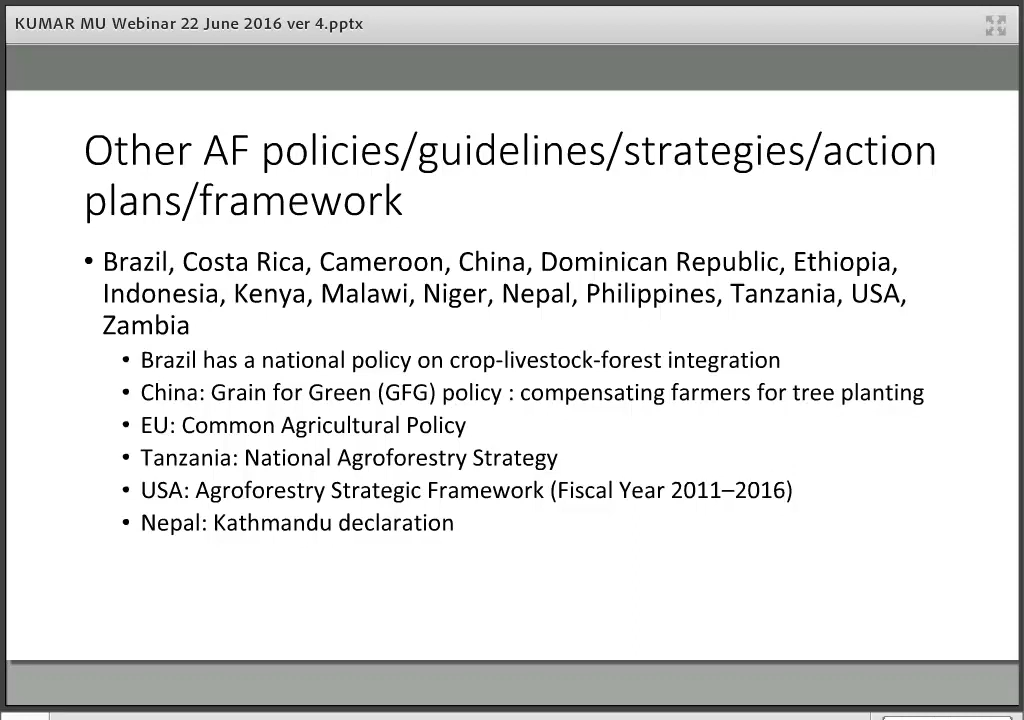 KUMAR MU Webinar 22 June 2016 ver 4.pptx
Other AF policies/guidelines/strategies/action
plans/framework
• Brazil, Costa Rica, Cameroon, China, Dominican Republic, Ethiopia,
Indonesia, Kenya, Malawi, Niger, Nepal, Philippines, Tanzania, USA,
Zambia
• Brazil has a national policy on crop-livestock-forest integration
• China: Grain for Green (GFG) policy : compensating farmers for tree planting
• EU: Common Agricultural Policy
• Tanzania: National Agroforestry Strategy
• USA: Agroforestry Strategic Framework (Fiscal Year 2011–2016)
• Nepal: Kathmandu declaration